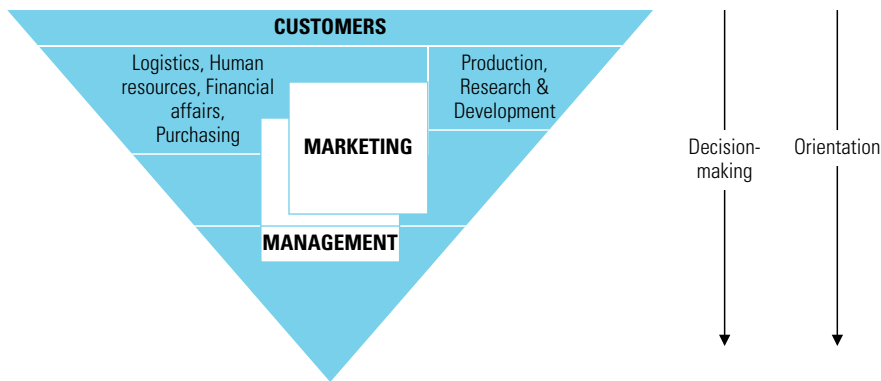 CUSTOMERS
Logistics, Human
resources, Financial
affairs,
Purchasing
Production,
Research &
Development
MARKETING
MANAGEMENT
Decision-
making
Orientation